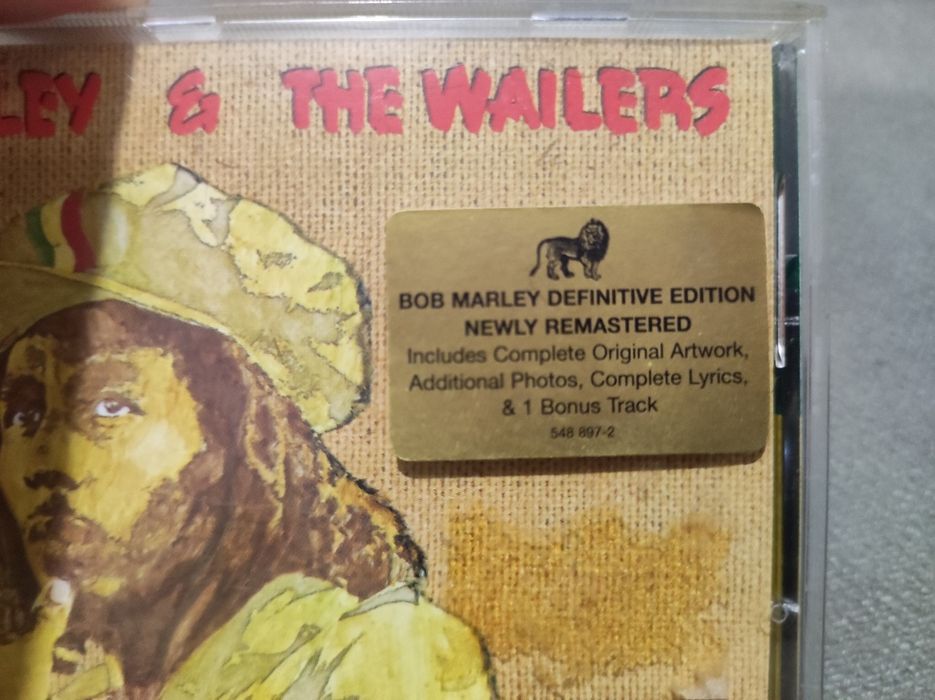 LEY & THE WAILERS
BOB MARLEY DEFINITIVE EDITION
NEWLY REMASTERED
Includes Complete Original Artwork,
Additional Photos, Complete Lyrics,
& 1 Bonus Track
548 897-2